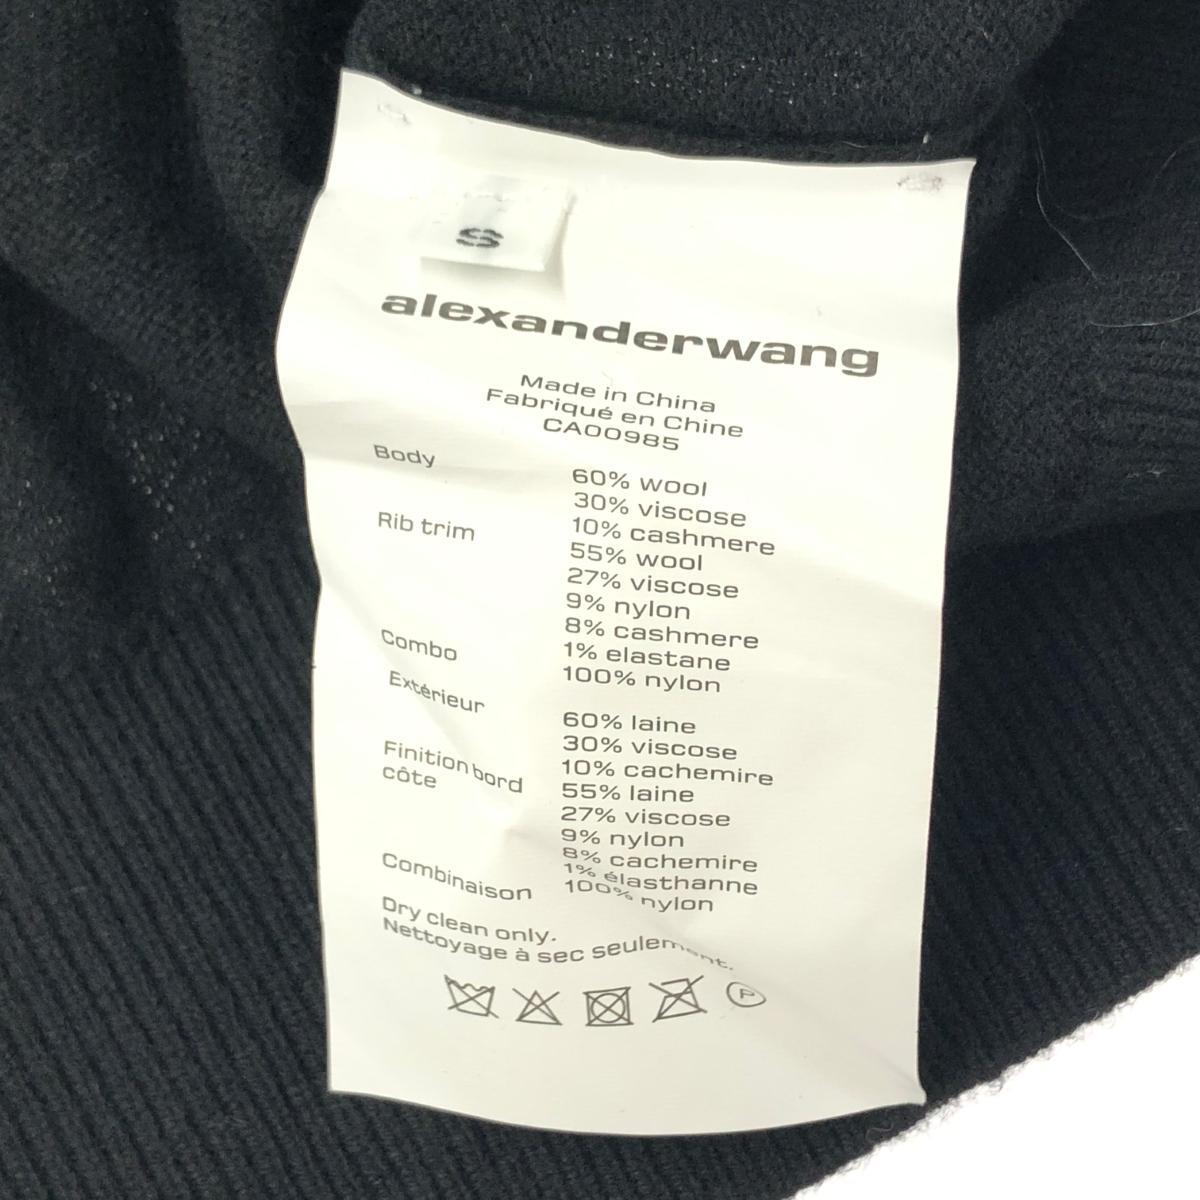 S
alexanderwang
Made in China
Fabriqué en Chine
CA00985
Body
60% wool
30% viscose
10% cashmere
Rib trim
55% wool
27% viscose
9% nylon
8% cashmere
1% elastane
Combo
100% nylon
Extérieur
60% laine
30% viscose
10% cachemire
Finition bord
côte
55% laine
27% viscose
9% nylon
8% cachemire
1% élasthanne
Combinaison
100% nylon
Dry clean only.
Nettoyage à sec seulement.
P